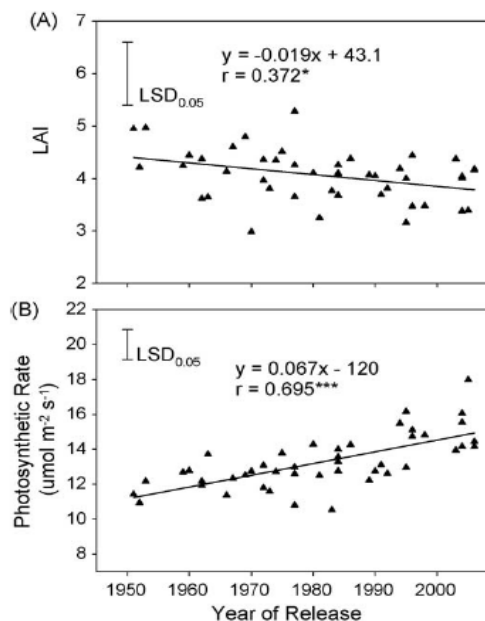 (A)
7
6
5
4
3
2
LAI
LSD0.05
y = -0.019x + 43.1
r = 0.372*
(B)
22
20
18
16
14
12
10
8
Photosynthetic Rate
(umol m⁻² s⁻¹)
LSD0.05
y = 0.067x - 120
r = 0.695***
1950 1960 1970 1980 1990 2000
Year of Release